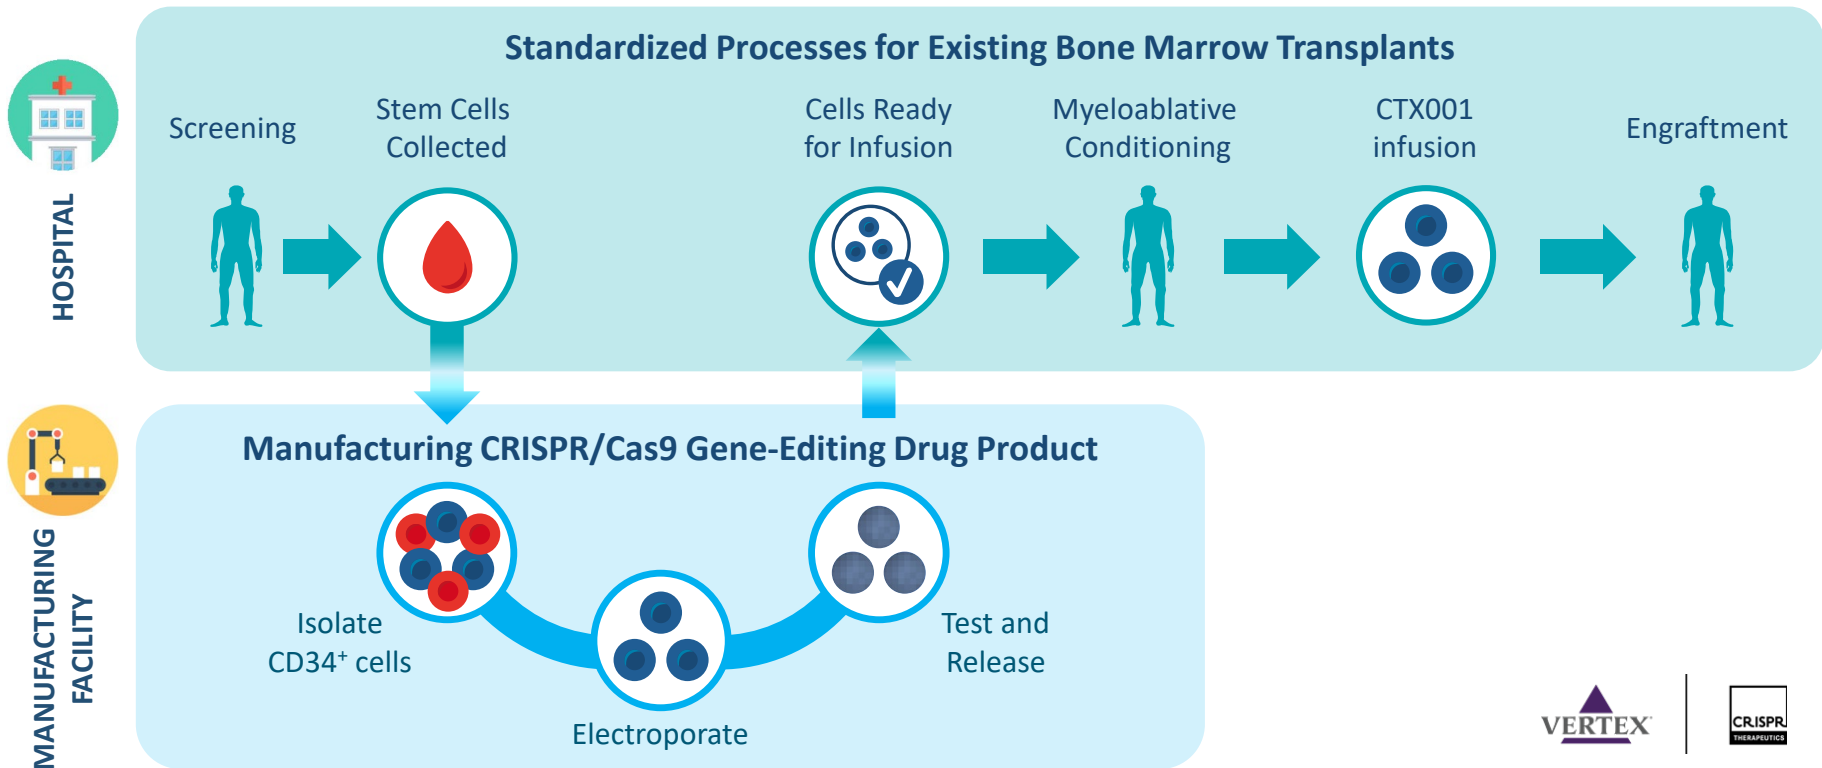 Standardized Processes for Existing Bone Marrow Transplants
HOSPITAL
Screening
Stem Cells
Collected
Cells Ready
for Infusion
Myeloablative
Conditioning
CTX001
infusion
Engraftment
Manufacturing CRISPR/Cas9 Gene-Editing Drug Product
MANUFACTURING
FACILITY
Isolate
CD34⁺ cells
Electroporate
Test and
Release
VERTEX
CRISPR
THERAPEUTICS